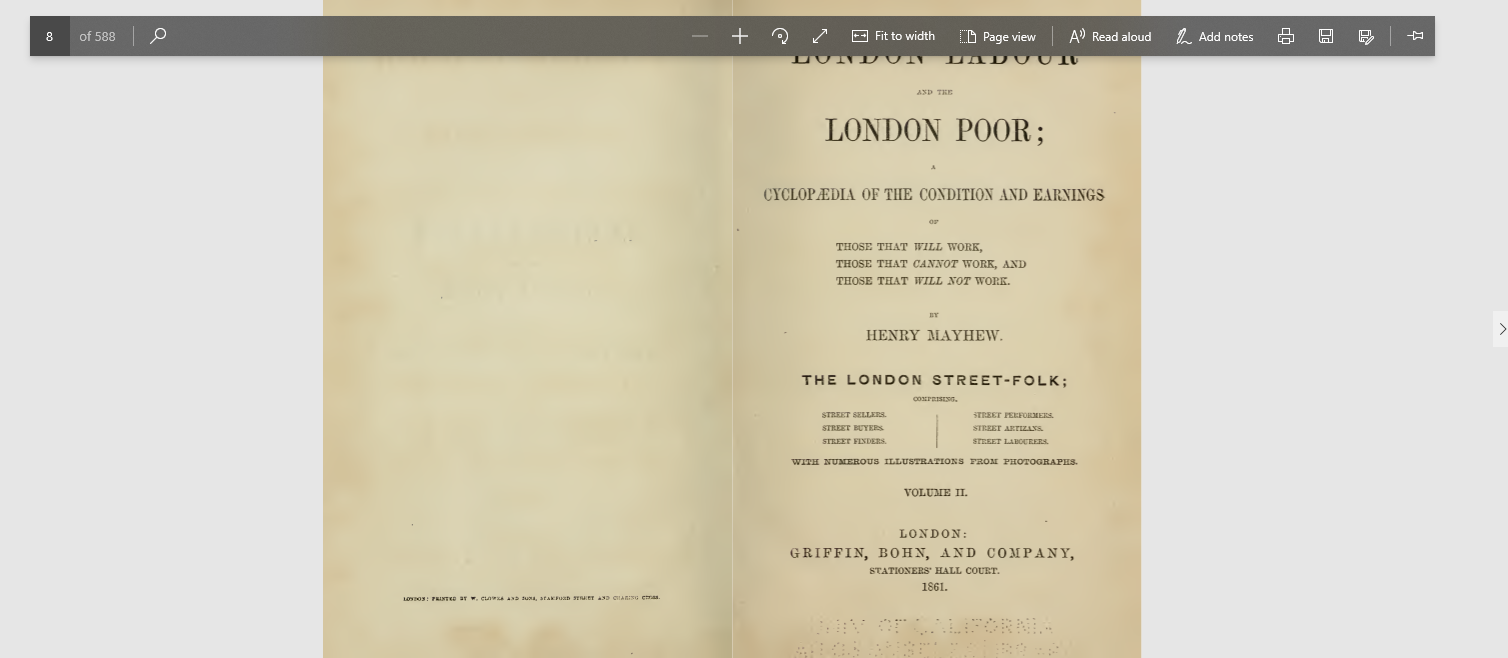 8 of 588
Fit to width
Page view
Read aloud
Add notes
LONDON LABOUR
AND THE
LONDON POOR;
A
CYCLOPÆDIA OF THE CONDITION AND EARNINGS
OF
THOSE THAT WILL WORK,
THOSE THAT CANNOT WORK, AND
THOSE THAT WILL NOT WORK.
BY
HENRY MAYHEW.
THE LONDON STREET-FOLK;
COMPRISING,
STREET SELLERS. STREET PERFORMERS.
STREET BUYERS. STREET ARTIZANS.
STREET FINDERS. STREET LABOURERS.
WITH NUMEROUS ILLUSTRATIONS FROM PHOTOGRAPHS.
VOLUME II.
LONDON:
GRIFFIN, BOHN, AND COMPANY,
STATIONERS' HALL COURT.
1861.
LONDON: PRINTED BY W. CLOWES AND SONS, STAMFORD STREET AND CHARING CROSS.
OF CALIFORNIA